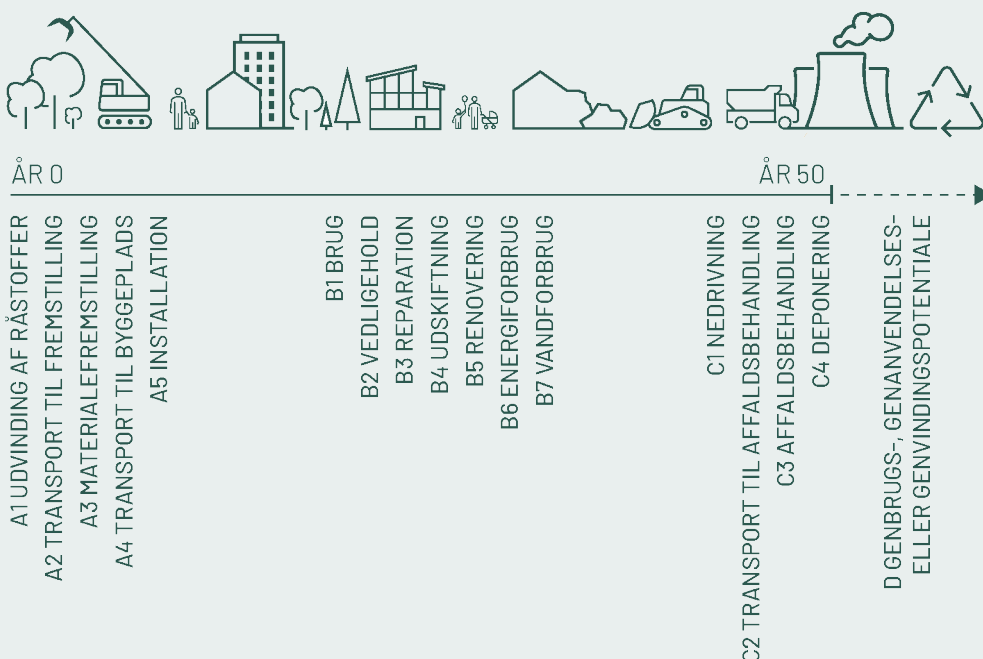 ÅR 0
ÅR 50
A1 UDVINDING AF RÅSTOFFER
A2 TRANSPORT TIL FREMSTILLLING
A3 MATERIALEFREMSTILLING
A4 TRANSPORT TIL BYGGEPLADS
A5 INSTALLATION
B1 BRUG
B2 VEDLIGEHOLD
B3 REPARATION
B4 UDSKIFTNING
B5 RENOVERING
B6 ENERGIFORBRUG
B7 VANDFORBRUG
C1 NEDRIVNING
C2 TRANSPORT TIL AFFALDSBEHANDLING
C3 AFFALDSBEHANDLING
C4 DEPONERING
D GENBRUGS-, GENANVENDELSES-
ELLER GENVINDINGSPOTENTIALE